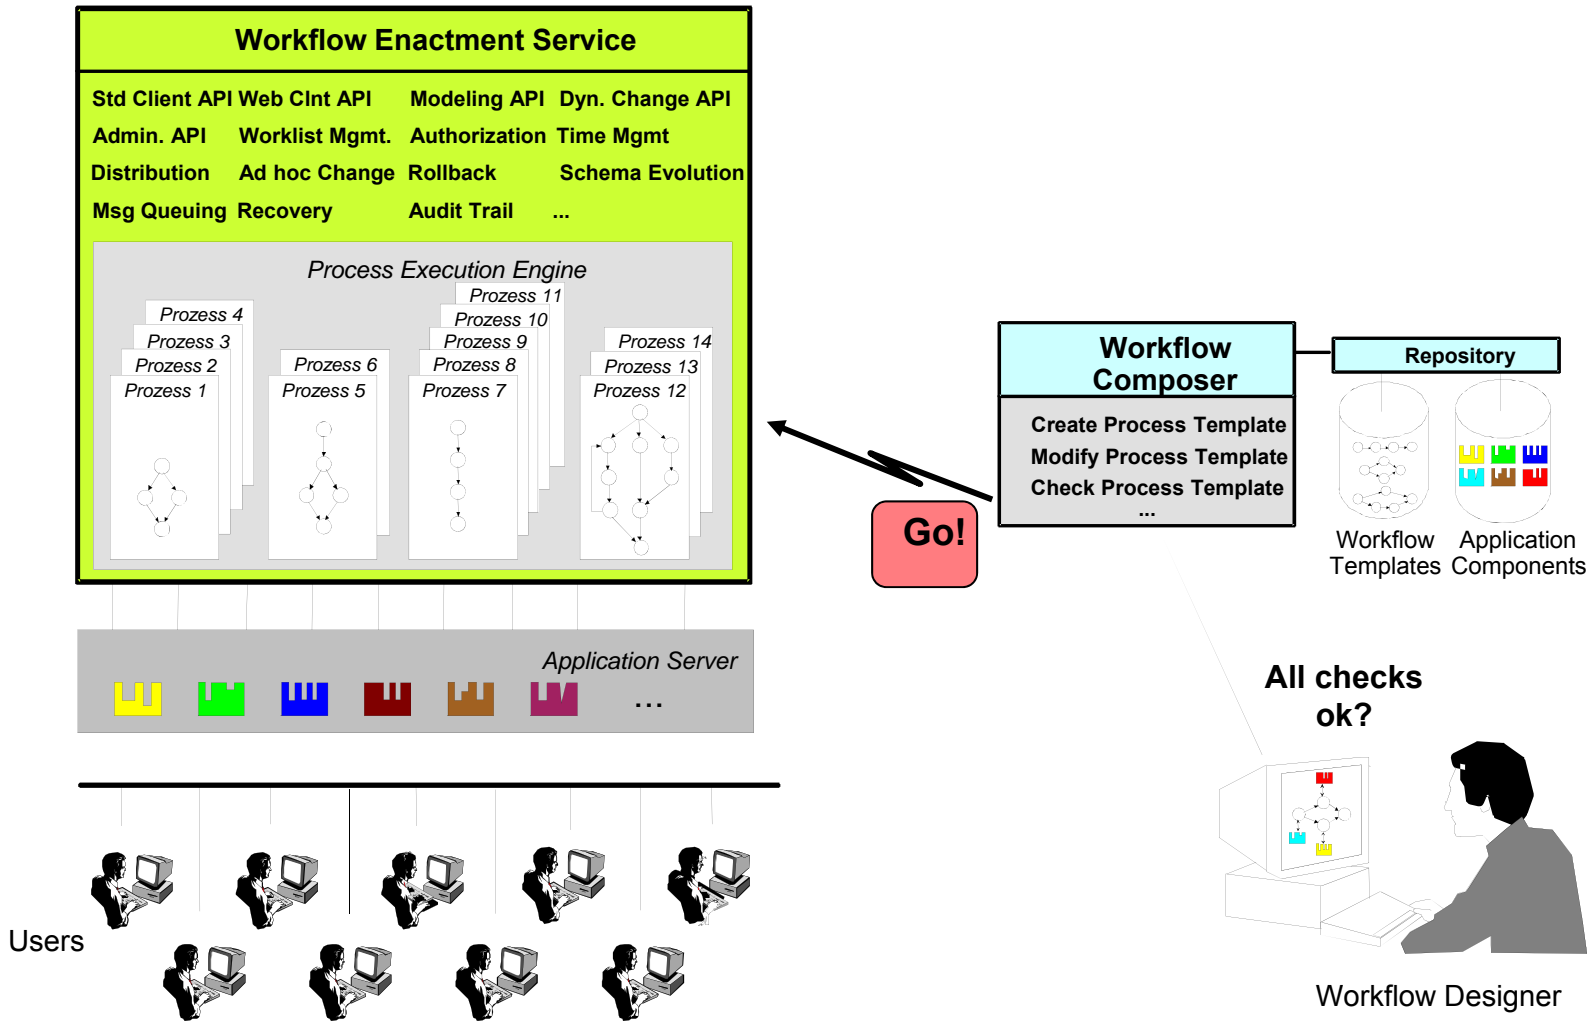 Workflow Enactment Service
Std Client API Web Clnt API Modeling API Dyn. Change API
Admin. API Worklist Mgmt. Authorization Time Mgmt
Distribution Ad hoc Change Rollback Schema Evolution
Msg Queuing Recovery Audit Trail ...
Process Execution Engine
Prozess 4
Prozess 3
Prozess 2
Prozess 1
Prozess 6
Prozess 5
Prozess 11
Prozess 10
Prozess 9
Prozess 8
Prozess 7
Prozess 14
Prozess 13
Prozess 12
Application Server
...
Users
Go!
Workflow
Composer
Create Process Template
Modify Process Template
Check Process Template
...
Repository
Workflow
Templates
Application
Components
All checks
ok?
Workflow Designer